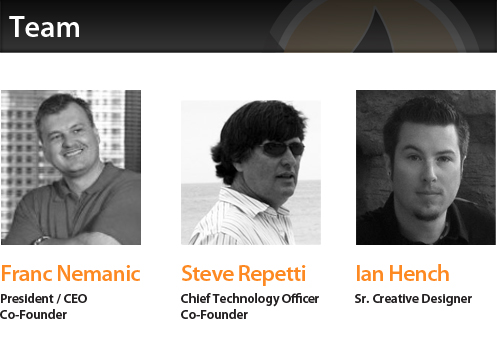 Team
Franc Nemanic
President / CEO
Co-Founder
Steve Repetti
Chief Technology Officer
Co-Founder
Ian Hench
Sr. Creative Designer